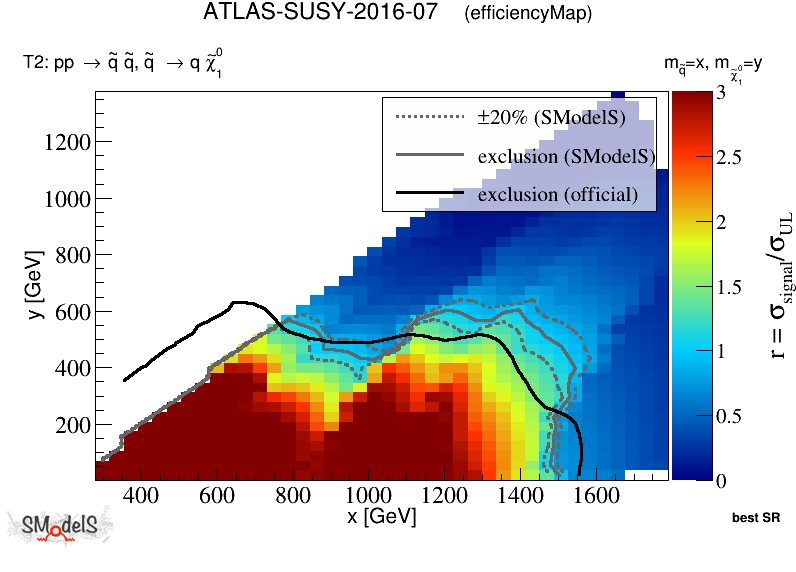 ATLAS-SUSY-2016-07 (efficiencyMap)
T2: pp → q̃ q̃, q̃ → q χ̃₁⁰
m_q̃=x, m_χ̃₁⁰=y
±20% (SModelS)
exclusion (SModelS)
exclusion (official)
3
2.5
2
1.5
1
0.5
0
r = σ_signal/σ_UL
1200
1000
800
600
400
200
y [GeV]
400 600 800 1000 1200 1400 1600
x [GeV]
SModelS
best SR